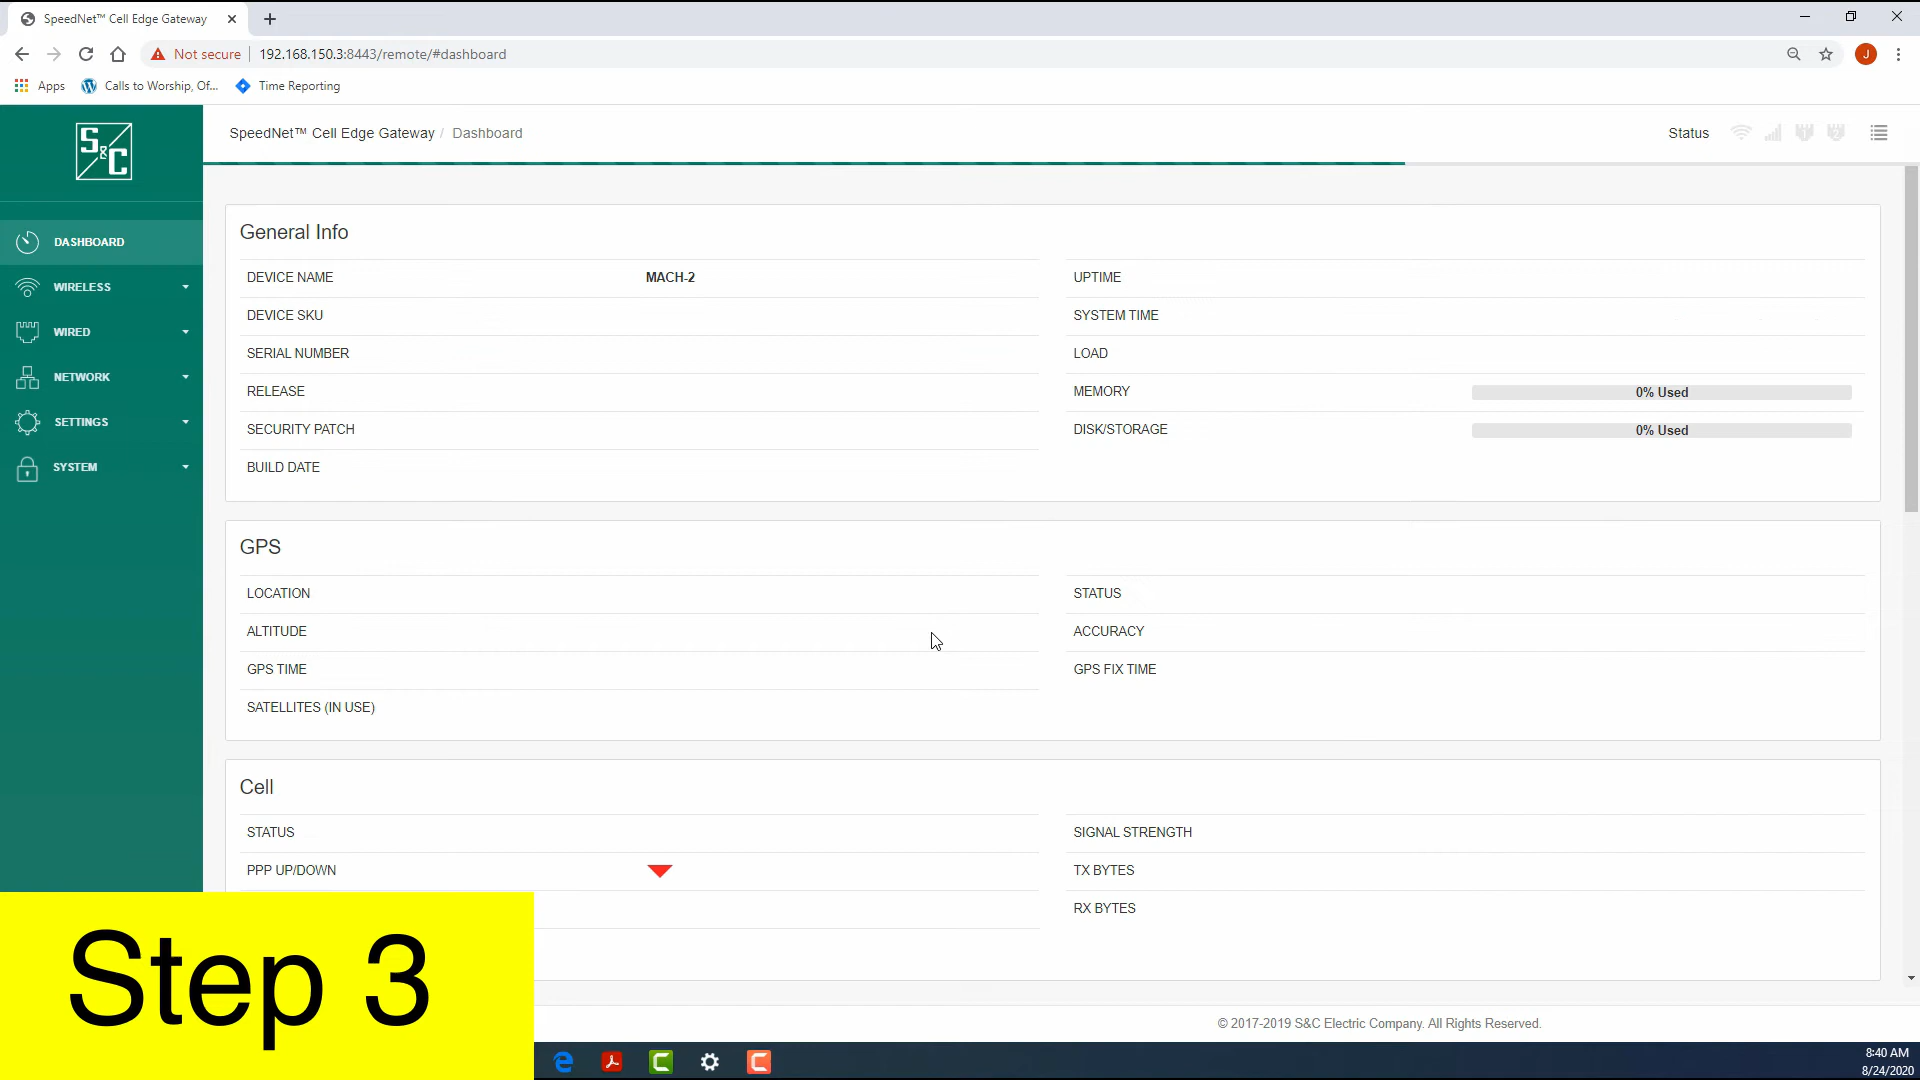 SpeedNet™ Cell Edge Gateway
Not secure
192.168.150.3:8443/remote/#dashboard
J
Apps
Calls to Worship, Of...
Time Reporting
S&C
SpeedNet™ Cell Edge Gateway / Dashboard
Status
1
2
DASHBOARD
WIRELESS
WIRED
NETWORK
SETTINGS
SYSTEM
General Info
DEVICE NAME MACH-2
UPTIME
DEVICE SKU
SYSTEM TIME
SERIAL NUMBER
LOAD
RELEASE
MEMORY 0% Used
SECURITY PATCH
DISK/STORAGE 0% Used
BUILD DATE
GPS
LOCATION
STATUS
ALTITUDE
ACCURACY
GPS TIME
GPS FIX TIME
SATELLITES (IN USE)
Cell
STATUS
SIGNAL STRENGTH
PPP UP/DOWN
TX BYTES
RX BYTES
Step 3
© 2017-2019 S&C Electric Company. All Rights Reserved.
8:40 AM
8/24/2020